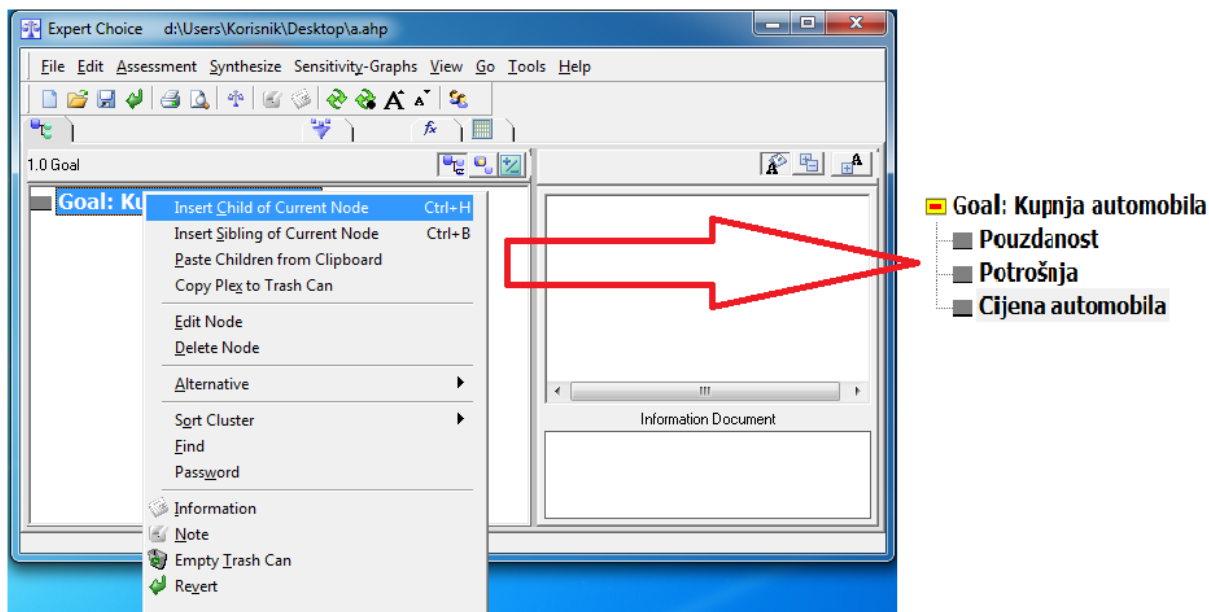 Expert Choice d:\Users\Korisnik\Desktop\a.ahp
File Edit Assessment Synthesize Sensitivity-Graphs View Go Tools Help
1.0 Goal
Goal: Ku
Insert Child of Current Node Ctrl+H
Insert Sibling of Current Node Ctrl+B
Paste Children from Clipboard
Copy Plex to Trash Can
Edit Node
Delete Node
Alternative
Sort Cluster
Find
Password
Information
Note
Empty Trash Can
Revert
Information Document
Goal: Kupnja automobila
Pouzdanost
Potrošnja
Cijena automobila